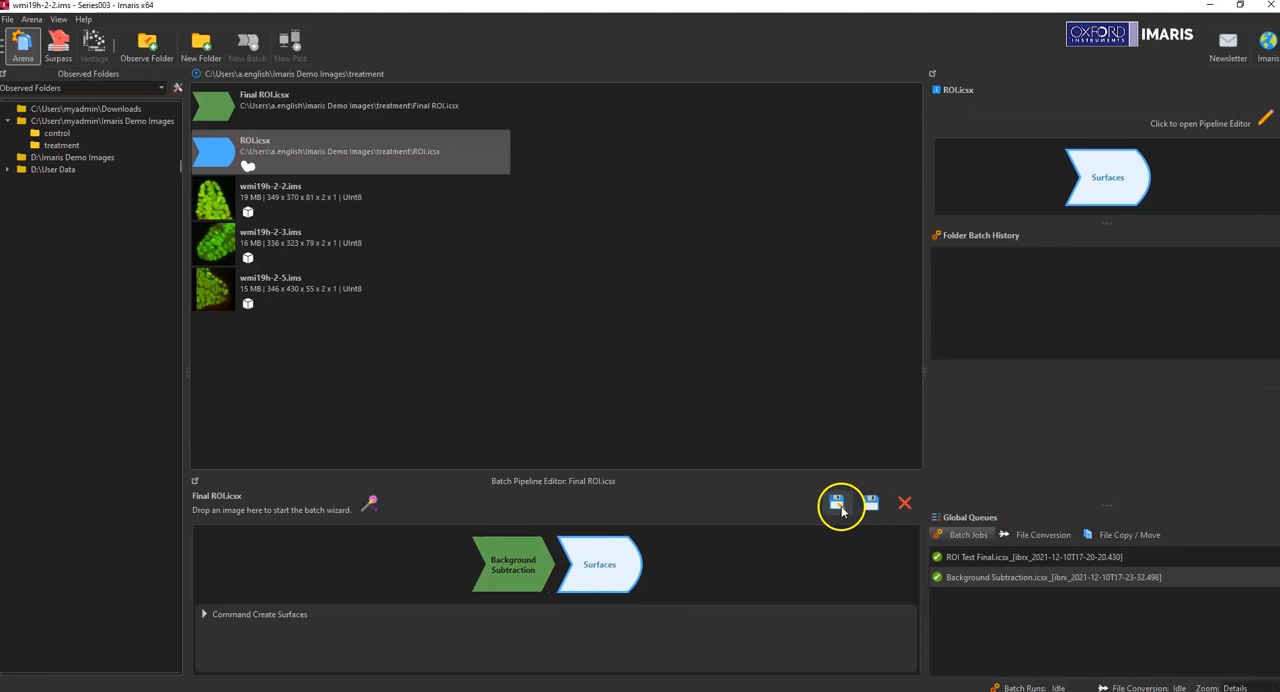 wmi19h-2-2.ims - Series003 - Imaris x64
File Arena View Help
Arena Surpass Vantage Observe Folder New Folder New Batch New Plot
OXFORD INSTRUMENTS IMARIS
Newsletter Imaris
Observed Folders
Observed Folders
C:\Users\myadmin\Downloads
C:\Users\myadmin\Imaris Demo Images
control
treatment
D:\Imaris Demo Images
D:\User Data
C:\Users\a.english\Imaris Demo Images\treatment
Final ROI.icsx
C:\Users\a.english\Imaris Demo Images\treatment\Final ROI.icsx
ROI.icsx
C:\Users\a.english\Imaris Demo Images\treatment\ROI.icsx
wmi19h-2-2.ims
19 MB | 349 x 370 x 81 x 2 x 1 | UInt8
wmi19h-2-3.ims
16 MB | 336 x 323 x 79 x 2 x 1 | UInt8
wmi19h-2-5.ims
15 MB | 346 x 430 x 55 x 2 x 1 | UInt8
Batch Pipeline Editor: Final ROI.icsx
Final ROI.icsx
Drop an image here to start the batch wizard.
Background
Subtraction
Surfaces
Command Create Surfaces
ROI.icsx
Click to open Pipeline Editor
Surfaces
Folder Batch History
Global Queues
Batch Jobs File Conversion File Copy / Move
ROI Test Final.icsx_[ibrx_2021-12-10T17-20-20.430]
Background Subtraction.icsx_[ibrx_2021-12-10T17-23-32.498]
Batch Runs: Idle File Conversion: Idle Zoom: Details